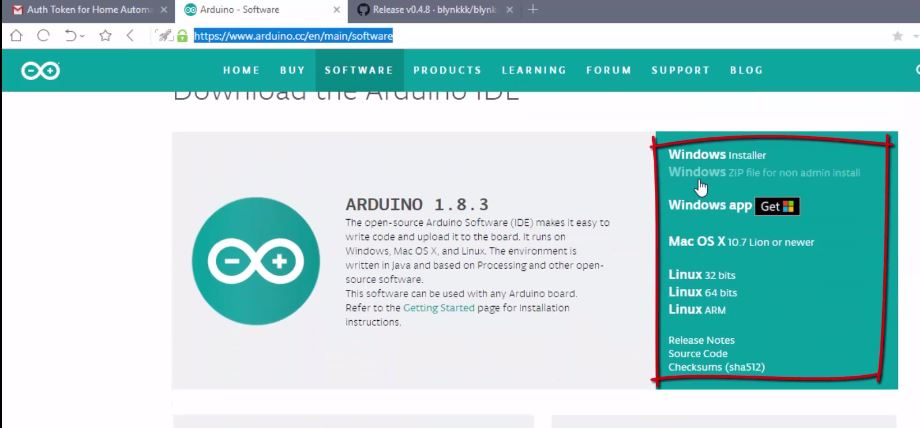 Auth Token for Home Autom
Arduino - Software
Release v0.4.8 - blynkkk/blynk
https://www.arduino.cc/en/main/software
HOME BUY SOFTWARE PRODUCTS LEARNING FORUM SUPPORT BLOG
Download the Arduino IDE
ARDUINO 1.8.3
The open-source Arduino Software (IDE) makes it easy to
write code and upload it to the board. It runs on
Windows, Mac OS X, and Linux. The environment is
written in Java and based on Processing and other open-
source software.
This software can be used with any Arduino board.
Refer to the Getting Started page for Installation
instructions.
Windows Installer
Windows ZIP file for non admin install
Windows app Get
Mac OS X 10.7 Lion or newer
Linux 32 bits
Linux 64 bits
Linux ARM
Release Notes
Source Code
Checksums (sha512)